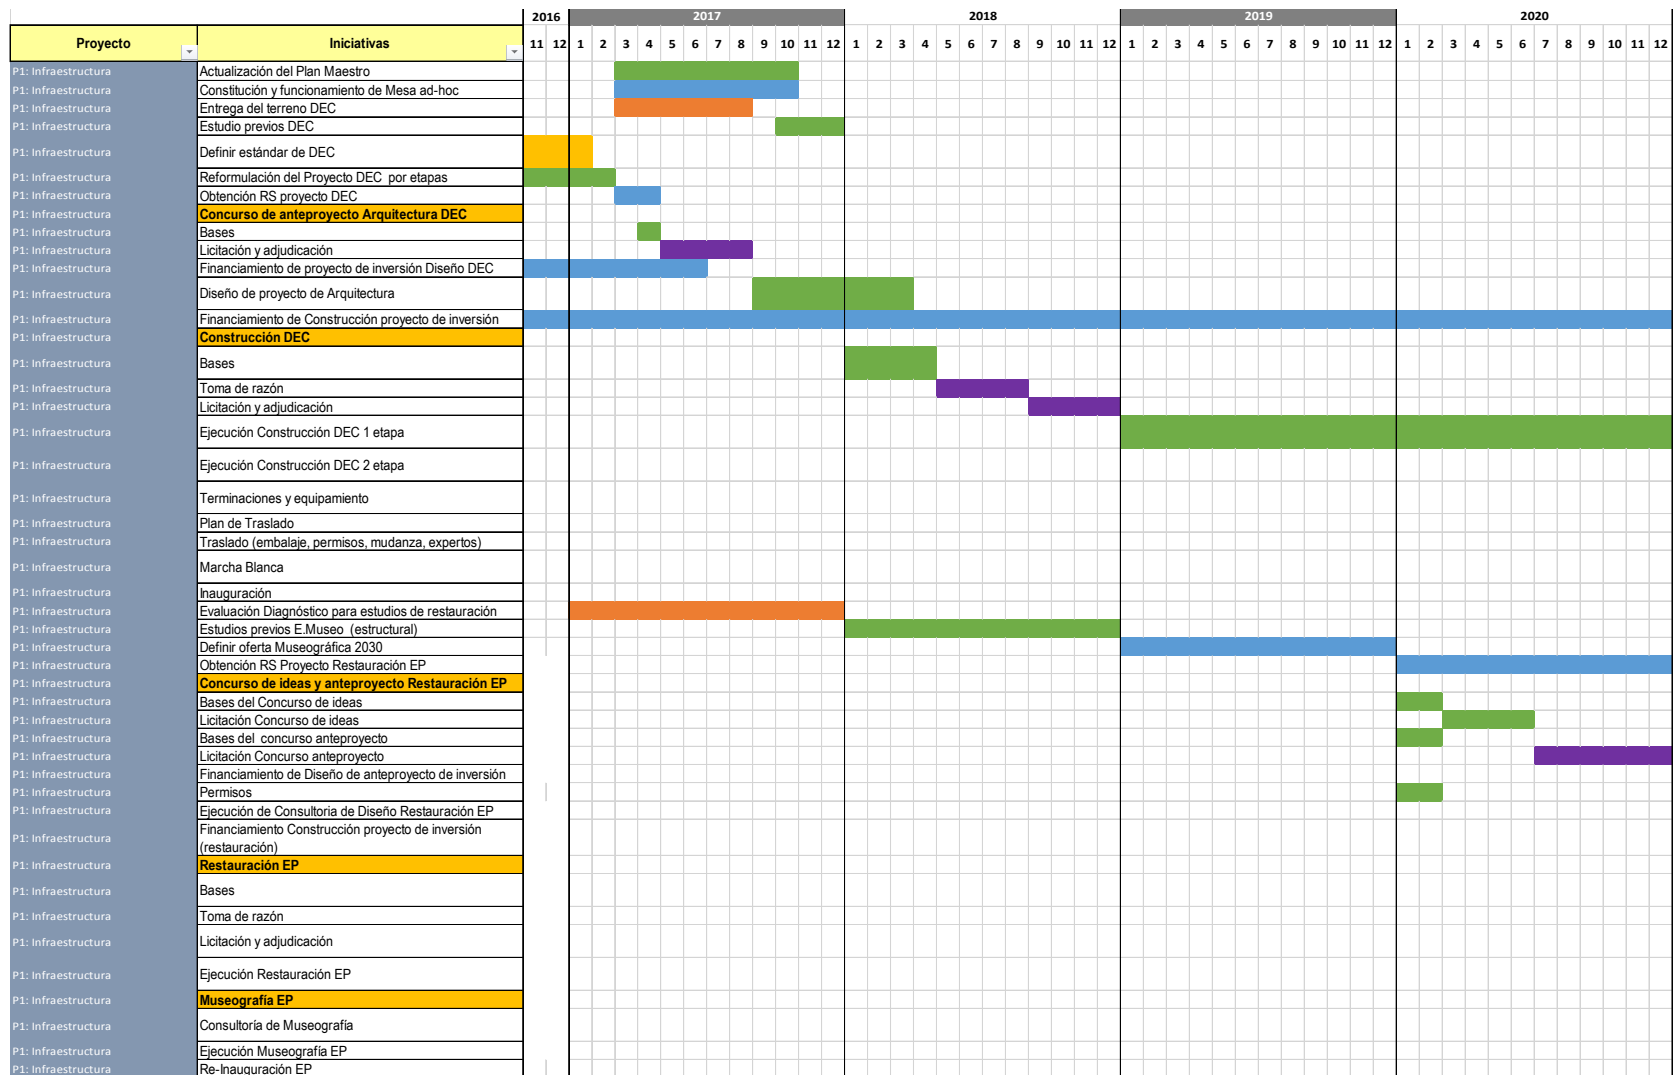 2016 2017 2018 2019 2020
Proyecto Iniciativas 11 12 1 2 3 4 5 6 7 8 9 10 11 12 1 2 3 4 5 6 7 8 9 10 11 12 1 2 3 4 5 6 7 8 9 10 11 12 1 2 3 4 5 6 7 8 9 10 11 12
P1: Infraestructura Actualización del Plan Maestro
P1: Infraestructura Constitución y funcionamiento de Mesa ad-hoc
P1: Infraestructura Entrega del terreno DEC
P1: Infraestructura Estudio previos DEC
P1: Infraestructura Definir estándar de DEC
P1: Infraestructura Reformulación del Proyecto DEC por etapas
P1: Infraestructura Obtención RS proyecto DEC
P1: Infraestructura Concurso de anteproyecto Arquitectura DEC
P1: Infraestructura Bases
P1: Infraestructura Licitación y adjudicación
P1: Infraestructura Financiamiento de proyecto de inversión Diseño DEC
P1: Infraestructura Diseño de proyecto de Arquitectura
P1: Infraestructura Financiamiento de Construcción proyecto de inversión
P1: Infraestructura Construcción DEC
P1: Infraestructura Bases
P1: Infraestructura Toma de razón
P1: Infraestructura Licitación y adjudicación
P1: Infraestructura Ejecución Construcción DEC 1 etapa
P1: Infraestructura Ejecución Construcción DEC 2 etapa
P1: Infraestructura Terminaciones y equipamiento
P1: Infraestructura Plan de Traslado
P1: Infraestructura Traslado (embalaje, permisos, mudanza, expertos)
P1: Infraestructura Marcha Blanca
P1: Infraestructura Inauguración
P1: Infraestructura Evaluación Diagnóstico para estudios de restauración
P1: Infraestructura Estudios previos E.Museo (estructural)
P1: Infraestructura Definir oferta Museográfica 2030
P1: Infraestructura Obtención RS Proyecto Restauración EP
P1: Infraestructura Concurso de ideas y anteproyecto Restauración EP
P1: Infraestructura Bases del Concurso de ideas
P1: Infraestructura Licitación Concurso de ideas
P1: Infraestructura Bases del concurso anteproyecto
P1: Infraestructura Licitación Concurso anteproyecto
P1: Infraestructura Financiamiento de Diseño de anteproyecto de inversión
P1: Infraestructura Permisos
P1: Infraestructura Ejecución de Consultoria de Diseño Restauración EP
P1: Infraestructura Financiamiento Construcción proyecto de inversión
(restauración)
P1: Infraestructura Restauración EP
P1: Infraestructura Bases
P1: Infraestructura Toma de razón
P1: Infraestructura Licitación y adjudicación
P1: Infraestructura Ejecución Restauración EP
P1: Infraestructura Museografía EP
P1: Infraestructura Consultoría de Museografía
P1: Infraestructura Ejecución Museografía EP
P1: Infraestructura Re-Inauguración EP